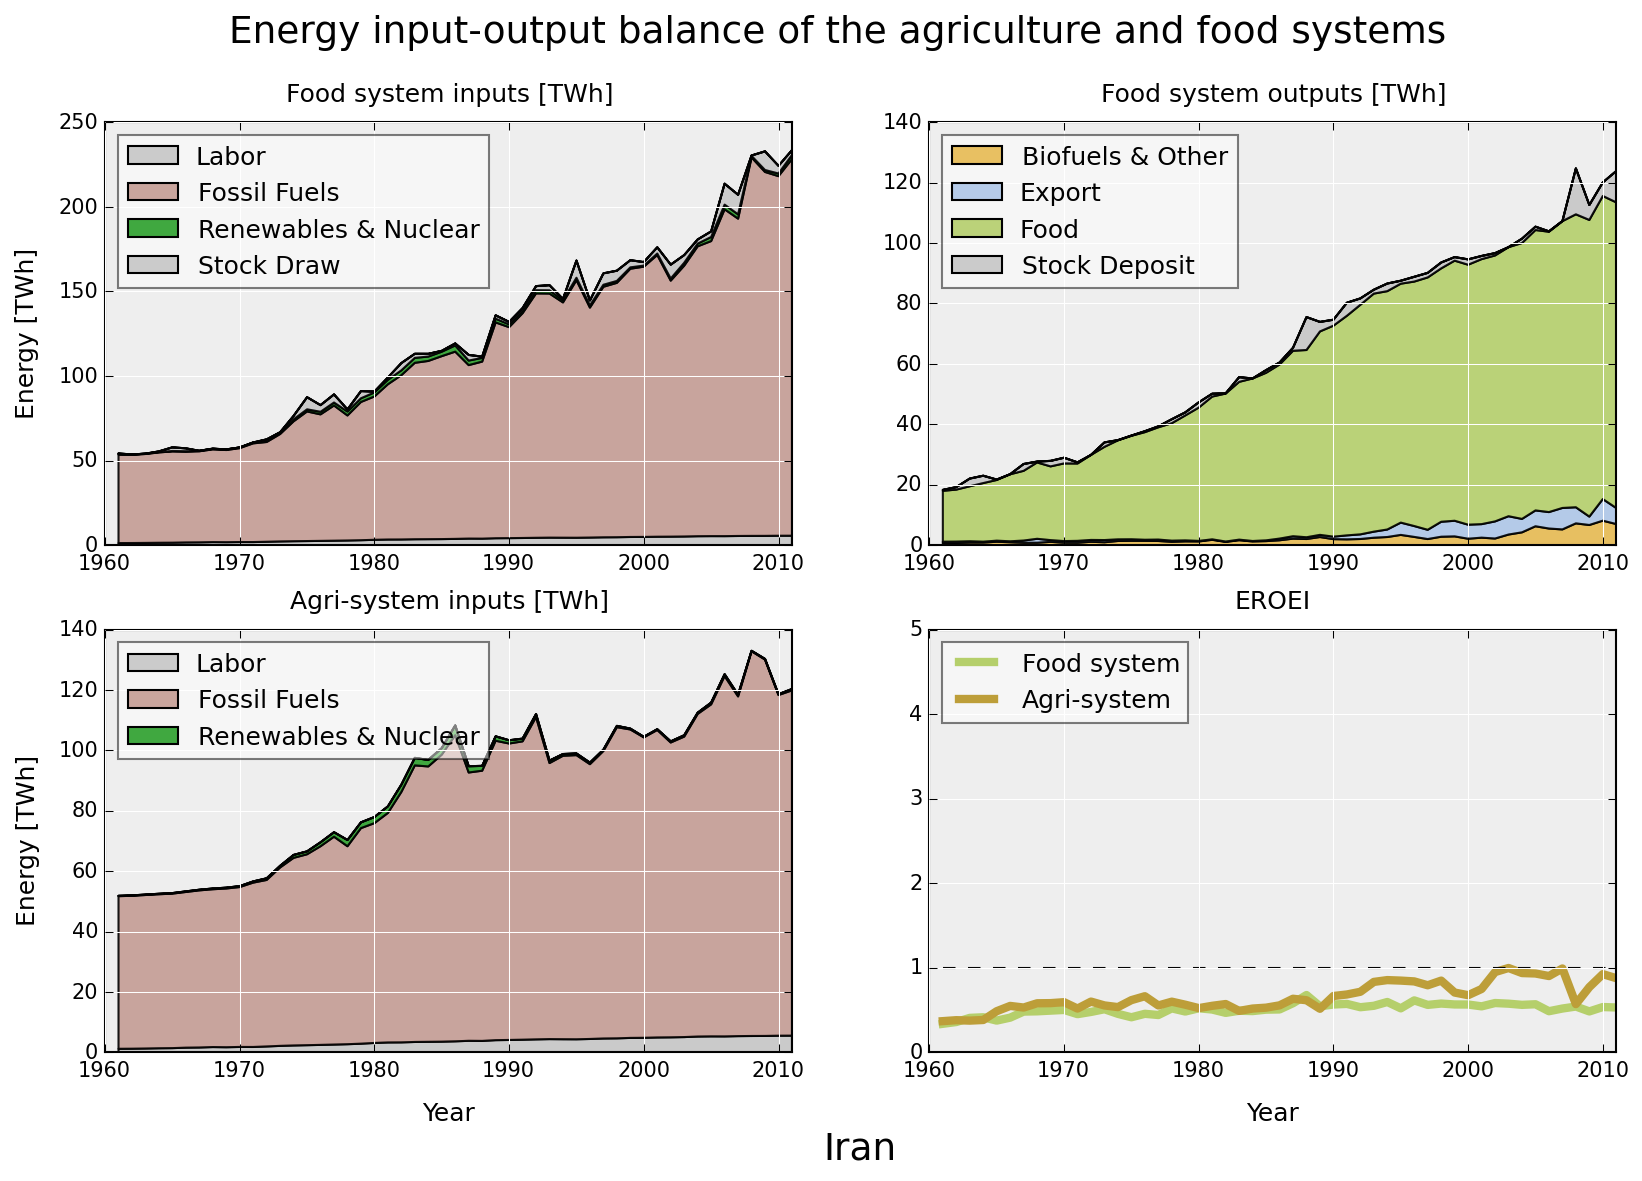 Energy input-output balance of the agriculture and food systems
Food system inputs [TWh]
Energy [TWh]
250
200
150
100
50
0
Labor
Fossil Fuels
Renewables & Nuclear
Stock Draw
1960 1970 1980 1990 2000 2010
Food system outputs [TWh]
140
120
100
80
60
40
20
0
Biofuels & Other
Export
Food
Stock Deposit
1960 1970 1980 1990 2000 2010
Agri-system inputs [TWh]
Energy [TWh]
140
120
100
80
60
40
20
0
Labor
Fossil Fuels
Renewables & Nuclear
1960 1970 1980 1990 2000 2010
Year
EROEI
5
4
3
2
1
0
Food system
Agri-system
1960 1970 1980 1990 2000 2010
Year
Iran